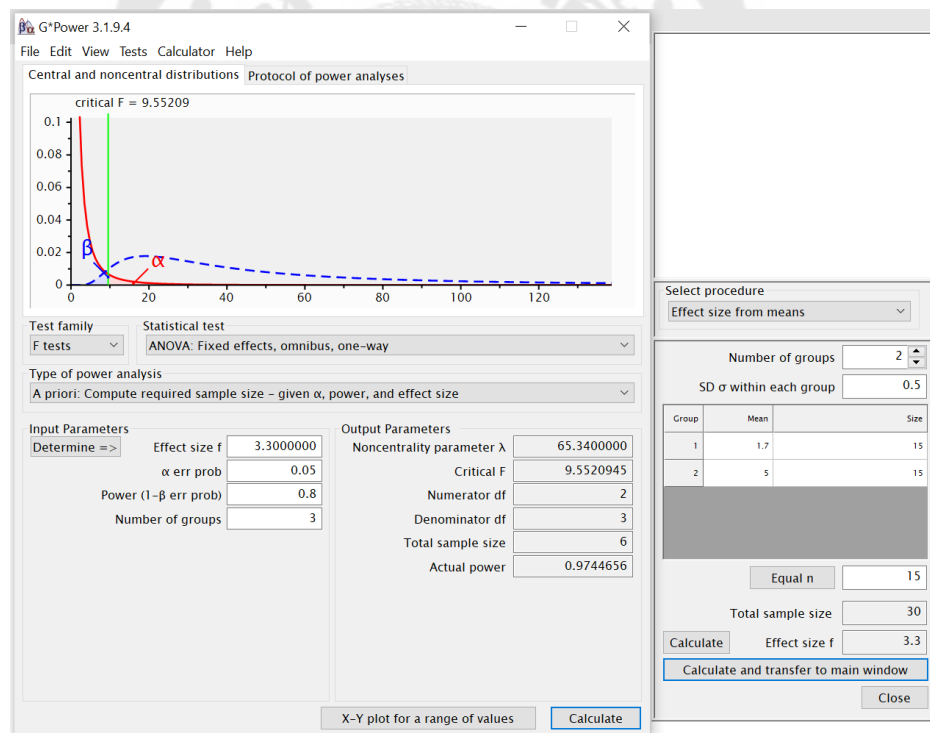 G*Power 3.1.9.4
File Edit View Tests Calculator Help
Central and noncentral distributions Protocol of power analyses
critical F = 9.55209
0.1
0.08
0.06
0.04
0.02
0
β
α
0 20 40 60 80 100 120
Test family Statistical test
F tests ANOVA: Fixed effects, omnibus, one-way
Type of power analysis
A priori: Compute required sample size – given α, power, and effect size
Input Parameters
Determine => Effect size f 3.3000000
α err prob 0.05
Power (1-β err prob) 0.8
Number of groups 3
Output Parameters
Noncentrality parameter λ 65.3400000
Critical F 9.5520945
Numerator df 2
Denominator df 3
Total sample size 6
Actual power 0.9744656
X-Y plot for a range of values Calculate
Select procedure
Effect size from means
Number of groups 2
SD σ within each group 0.5
Group Mean Size
1 1.7 15
2 5 15
Equal n 15
Total sample size 30
Calculate Effect size f 3.3
Calculate and transfer to main window
Close